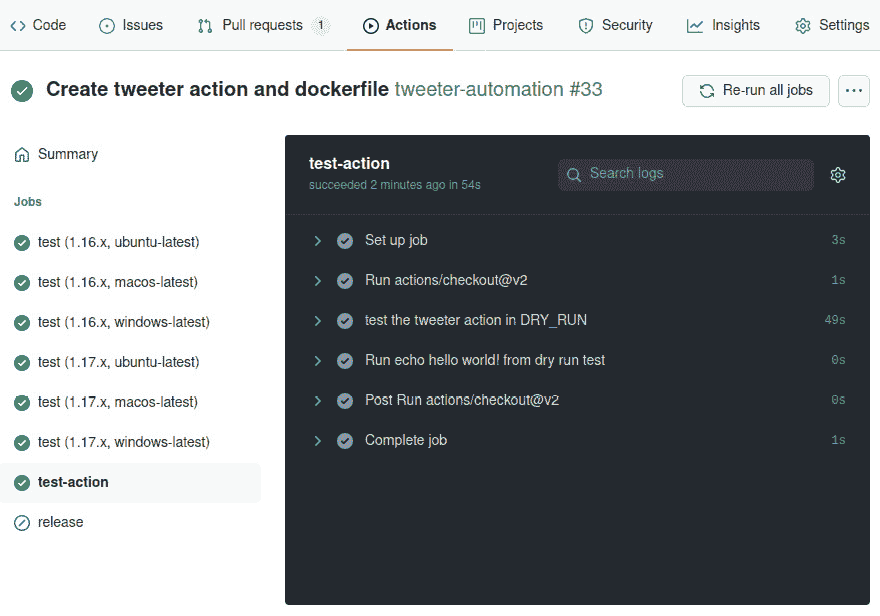 Code Issues Pull requests 1 Actions Projects Security Insights Settings
Create tweeter action and dockerfile tweeter-automation #33
Re-run all jobs
Summary
Jobs
test (1.16.x, ubuntu-latest)
test (1.16.x, macos-latest)
test (1.16.x, windows-latest)
test (1.17.x, ubuntu-latest)
test (1.17.x, macos-latest)
test (1.17.x, windows-latest)
test-action
release
test-action
succeeded 2 minutes ago in 54s
Search logs
Set up job 3s
Run actions/checkout@v2 1s
test the tweeter action in DRY_RUN 49s
Run echo hello world! from dry run test 0s
Post Run actions/checkout@v2 0s
Complete job 1s